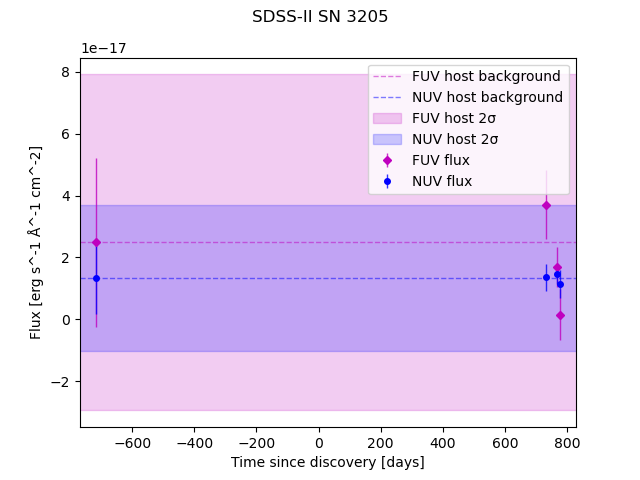 SDSS-II SN 3205
1e−17
8
6
4
2
0
−2
Flux [erg s^-1 Å^-1 cm^-2]
FUV host background
NUV host background
FUV host 2σ
NUV host 2σ
FUV flux
NUV flux
−600 −400 −200 0 200 400 600 800
Time since discovery [days]